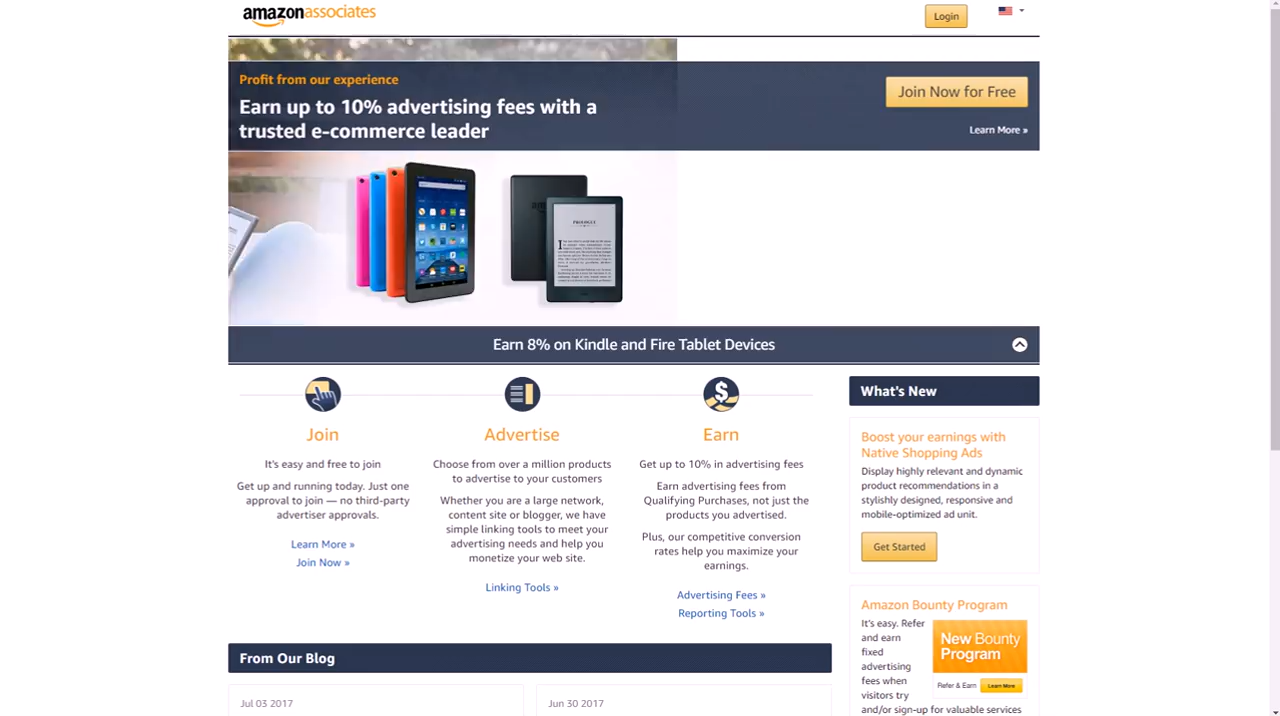 amazonassociates
Login
Profit from our experience
Earn up to 10% advertising fees with a
trusted e-commerce leader
Join Now for Free
Learn More »
PROLOGUE
Earn 8% on Kindle and Fire Tablet Devices
Join
It's easy and free to join
Get up and running today. Just one
approval to join — no third-party
advertiser approvals.
Learn More »
Join Now »
Advertise
Choose from over a million products
to advertise to your customers
Whether you are a large network,
content site or blogger, we have
simple linking tools to meet your
advertising needs and help you
monetize your web site.
Linking Tools »
Earn
Get up to 10% in advertising fees
Earn advertising fees from
Qualifying Purchases, not just the
products you advertised.
Plus, our competitive conversion
rates help you maximize your
earnings.
Advertising Fees »
Reporting Tools »
What's New
Boost your earnings with
Native Shopping Ads
Display highly relevant and dynamic
product recommendations in a
stylishly designed, responsive and
mobile-optimized ad unit.
Get Started
Amazon Bounty Program
It's easy. Refer
and earn
fixed
advertising
fees when
visitors try
and/or sign-up for valuable services
New Bounty
Program
Refer & Earn
Learn More
From Our Blog
Jul 03 2017
Jun 30 2017